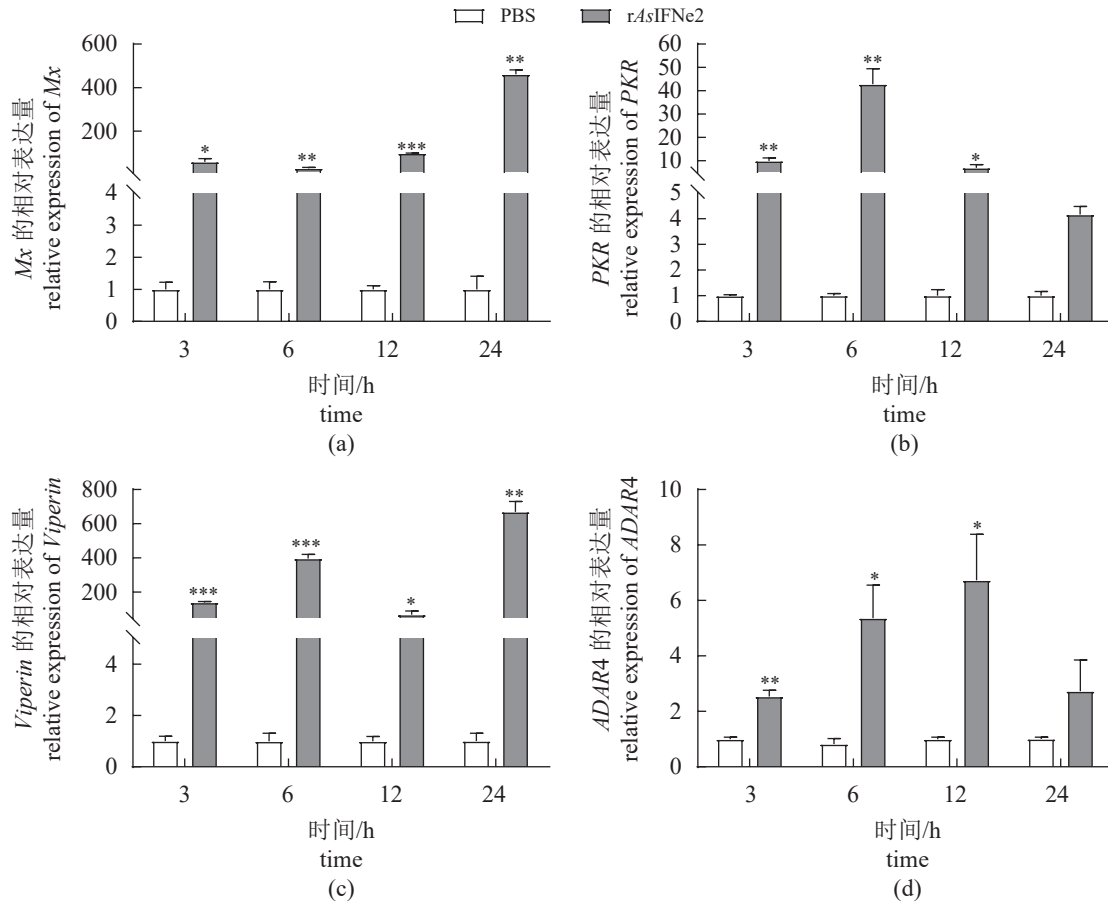 PBS rAsIFNe2
Mx 的相对表达量
relative expression of Mx
600
400
200
4
3
2
1
0
* ** *** **
3 6 12 24
时间/h
time
(a)
PKR 的相对表达量
relative expression of PKR
60
50
40
30
20
10
5
4
3
2
1
0
** ** *
3 6 12 24
时间/h
time
(b)
Viperin 的相对表达量
relative expression of Viperin
800
600
400
200
4
2
0
*** *** * **
3 6 12 24
时间/h
time
(c)
ADAR4 的相对表达量
relative expression of ADAR4
10
8
6
4
2
0
** * *
3 6 12 24
时间/h
time
(d)